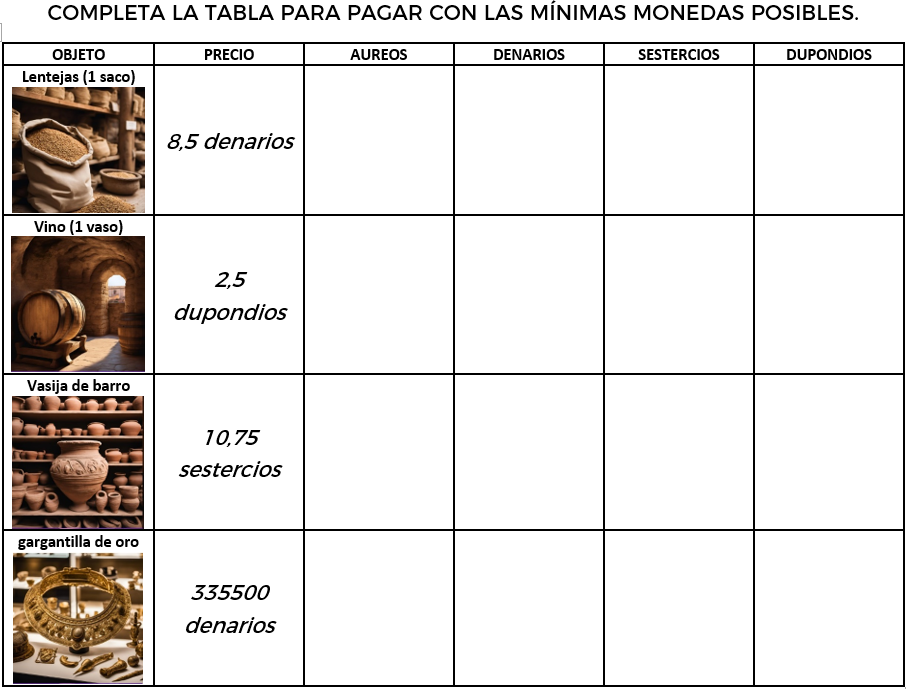 COMPLETA LA TABLA PARA PAGAR CON LAS MÍNIMAS MONEDAS POSIBLES.
OBJETO PRECIO AUREOS DENARIOS SESTERCIOS DUPONDIOS
Lentejas (1 saco)
8,5 denarios
Vino (1 vaso)
2,5
dupondios
Vasija de barro
10,75
sestercios
gargantilla de oro
335500
denarios